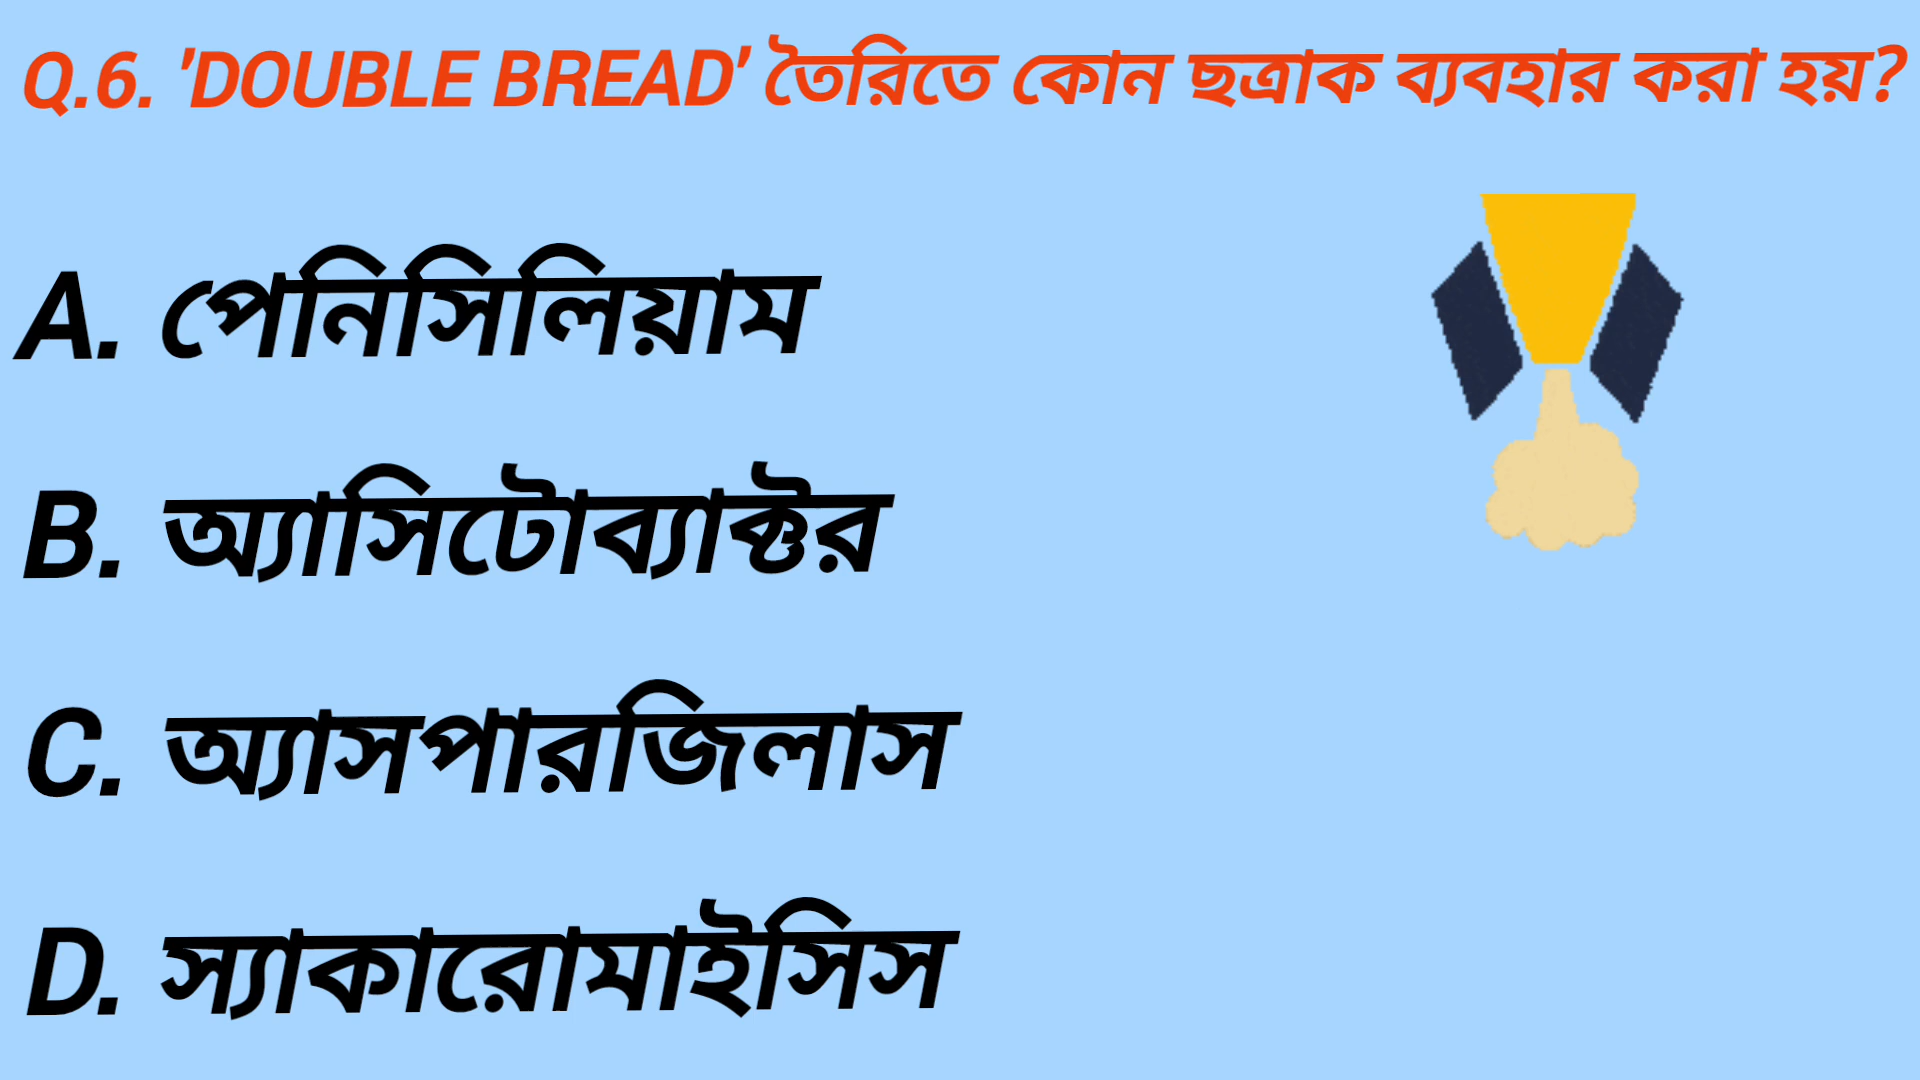 Q.6. 'DOUBLE BREAD' তৈরিতে কোন ছত্রাক ব্যবহার করা হয়?
A. পেনিসিলিয়াম
B. অ্যাসিটোব্যাক্টর
C. অ্যাসপারজিলাস
D. স্যাকারোমাইসিস